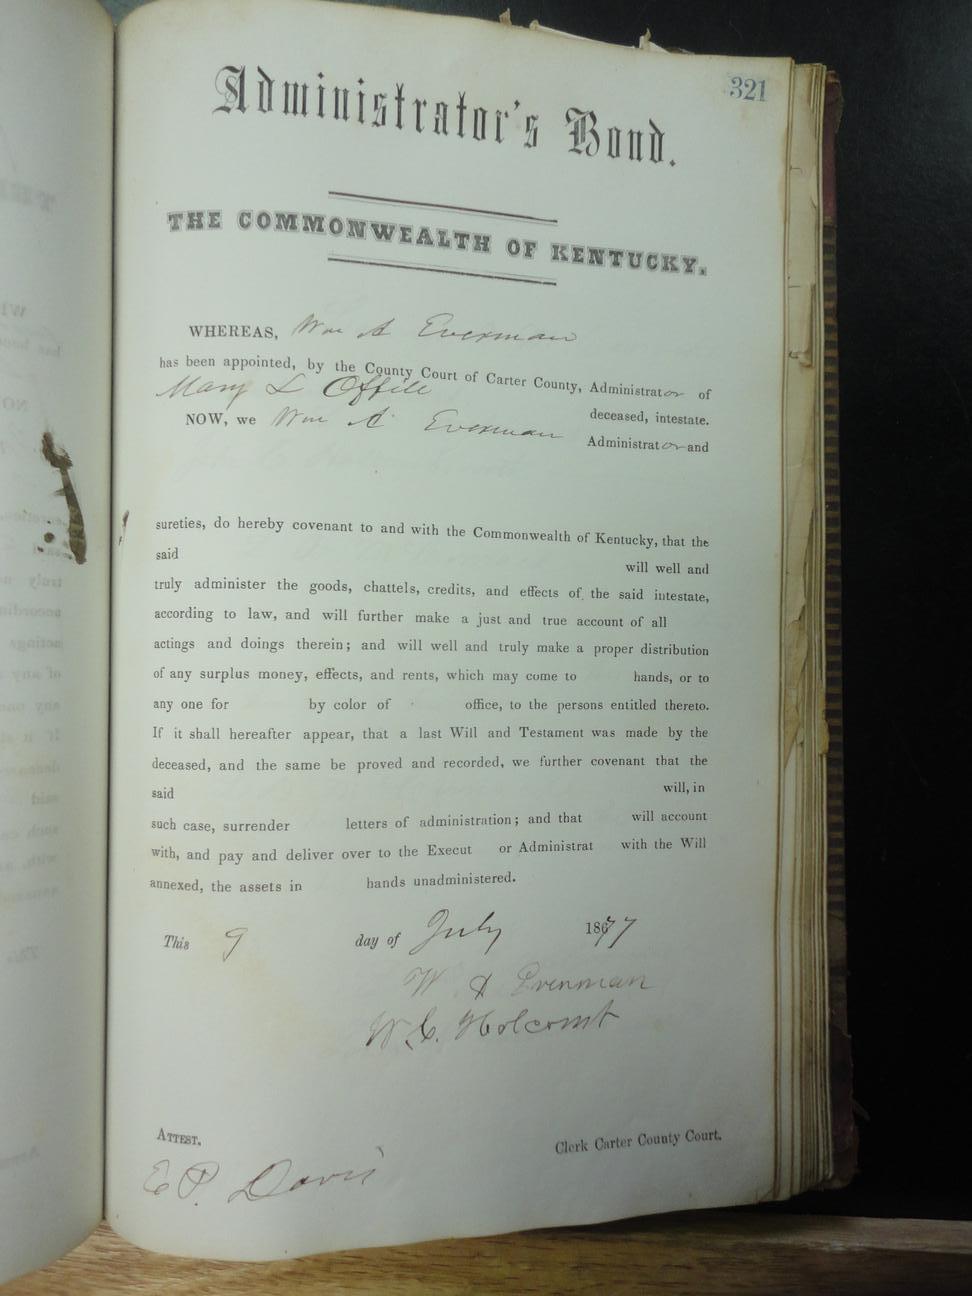 321
Administrator's Bond.
THE COMMONWEALTH OF KENTUCKY.
WHEREAS, Wm A Everman
has been appointed, by the County Court of Carter County, Administrator of
Mary L Offill deceased, intestate.
NOW, we Wm A Everman Administrator and
sureties, do hereby covenant to and with the Commonwealth of Kentucky, that the
said will well and
truly administer the goods, chattels, credits, and effects of the said intestate,
according to law, and will further make a just and true account of all
actings and doings therein; and will well and truly make a proper distribution
of any surplus money, effects, and rents, which may come to hands, or to
any one for by color of office, to the persons entitled thereto.
If it shall hereafter appear, that a last Will and Testament was made by the
deceased, and the same be proved and recorded, we further covenant that the
said will, in
such case, surrender letters of administration; and that will account
with, and pay and deliver over to the Execut or Administrat with the Will
annexed, the assets in hands unadministered.
This 9 day of July 1877
W A Evenman
W. C. Holcomb
ATTEST.
Clerk Carter County Court.
E P. Davis